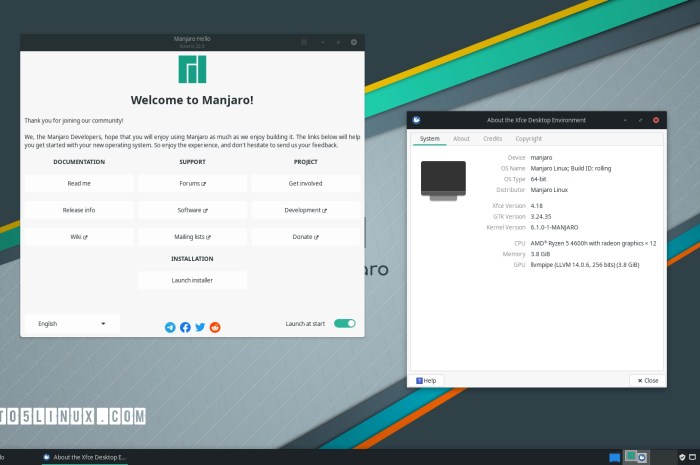 Manjaro Hello
Welcome to Manjaro!
Thank you for joining our community!
We, the Manjaro Developers, hope that you will enjoy using Manjaro as much as we enjoy building it. The links below will help
you get started with your new operating system. So enjoy the experience, and don't hesitate to send us your feedback.
DOCUMENTATION SUPPORT PROJECT
Read me Forums Get involved
Release info Software Development
Wiki Mailing lists Donate
INSTALLATION
Launch installer
English Launch at start
aro
About the Xfce Desktop Environment
System About Credits Copyright
Device manjaro
OS Name Manjaro Linux; Build ID: rolling
OS Type 64-bit
Distributor Manjaro Linux
Xfce Version 4.18
GTK Version 3.24.35
Kernel Version 6.1.0-1-MANJARO
CPU AMD® Ryzen 5 4600h with radeon graphics × 12
Memory 3.8 GiB
GPU llvmpipe (LLVM 14.0.6, 256 bits) (3.8 GiB)
? Help × Close
TO5LINUX.COM
lo About the Xfce Desktop E...